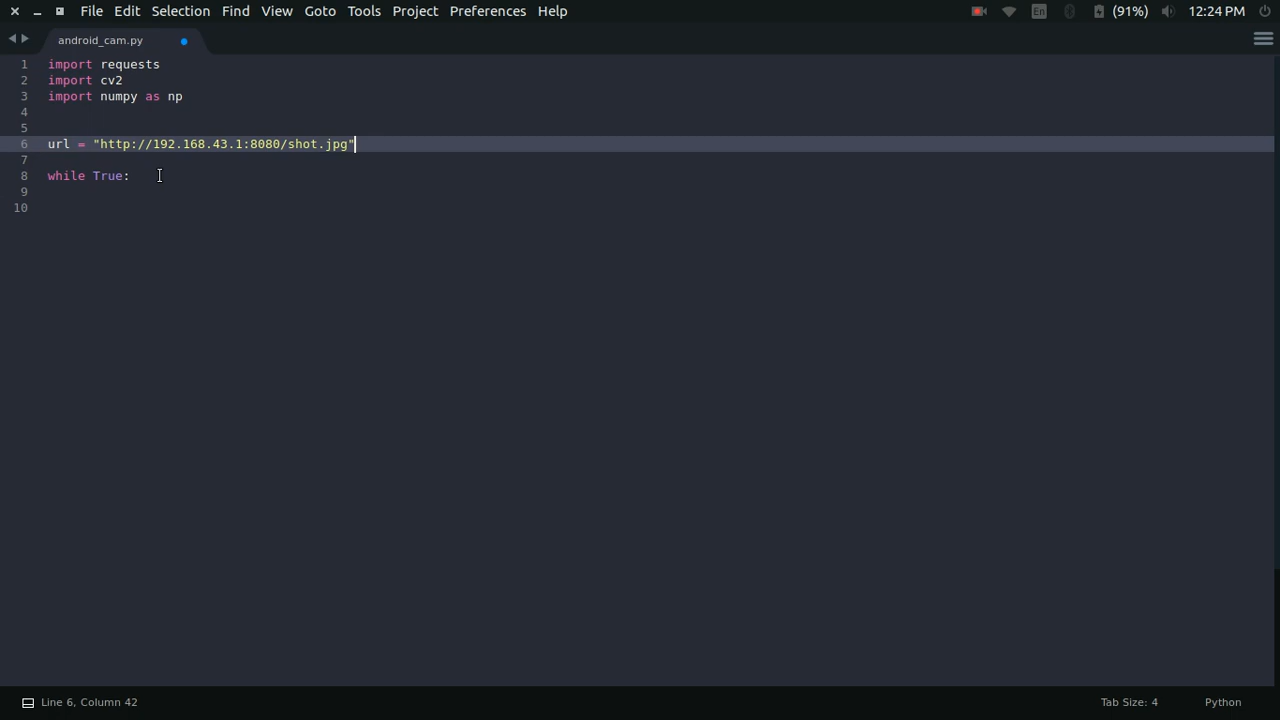 File Edit Selection Find View Goto Tools Project Preferences Help En (91%) 12:24 PM
android_cam.py
1 import requests
2 import cv2
3 import numpy as np
4
5
6 url = "http://192.168.43.1:8080/shot.jpg"
7
8 while True:
9
10
Line 6, Column 42 Tab Size: 4 Python